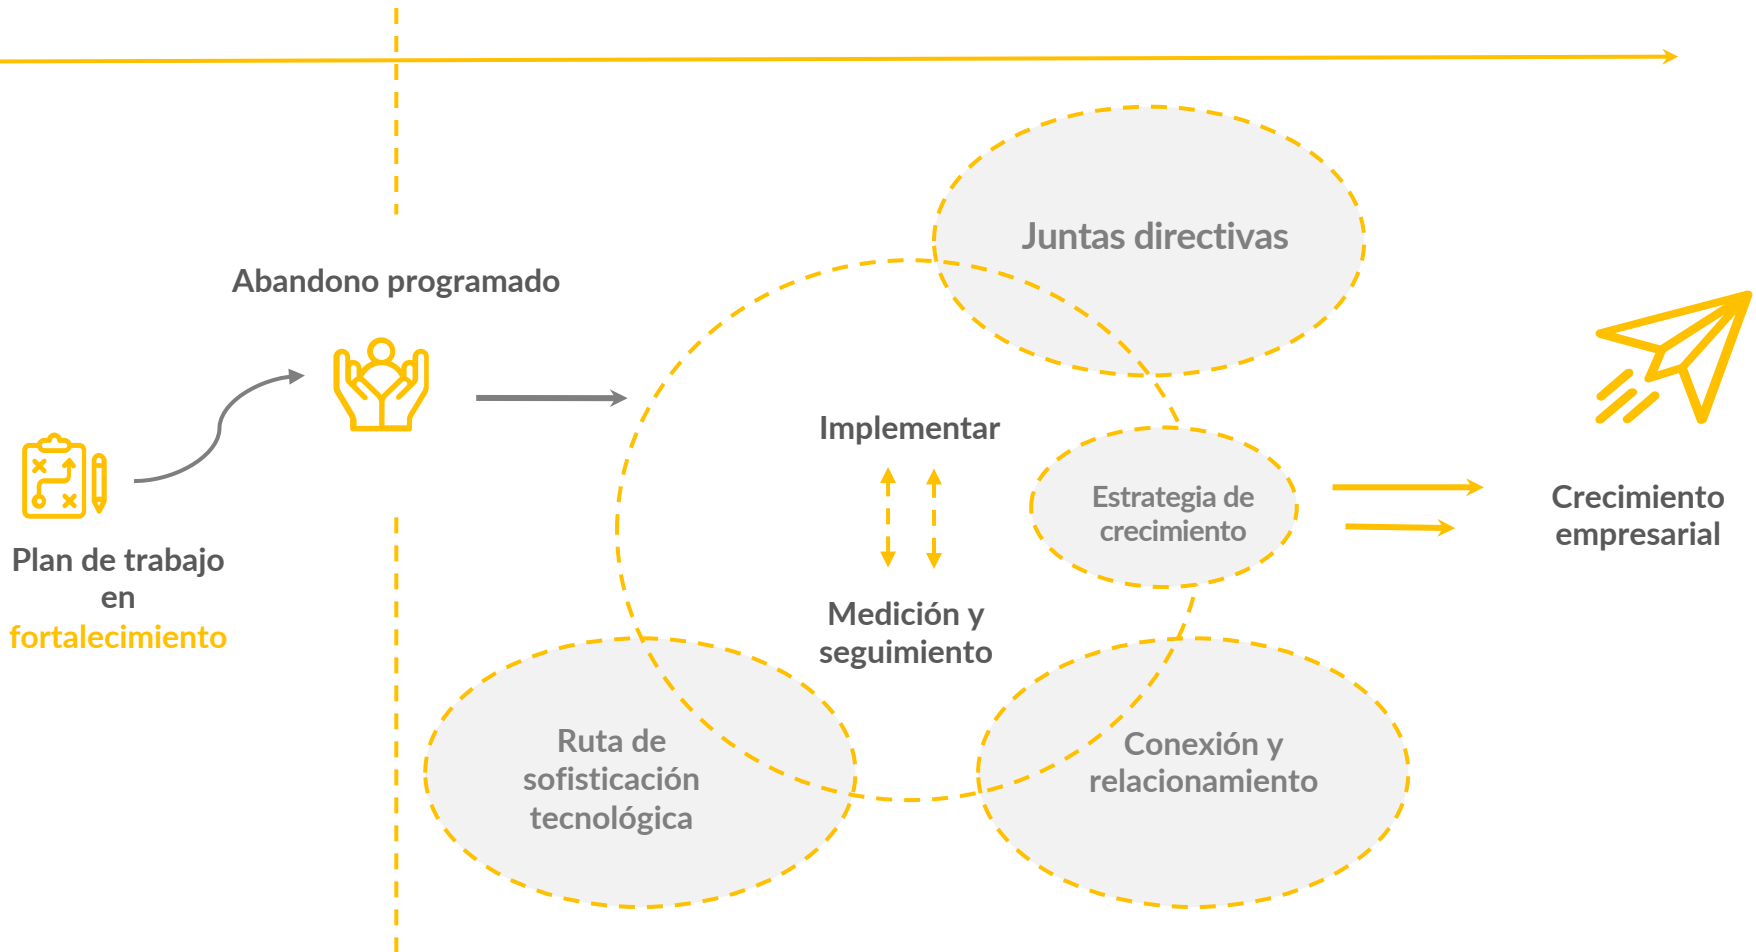 Juntas directivas
Abandono programado
Implementar
Estrategia de
crecimiento
Crecimiento
empresarial
Plan de trabajo
en
fortalecimiento
Medición y
seguimiento
Ruta de
sofisticación
tecnológica
Conexión y
relacionamiento